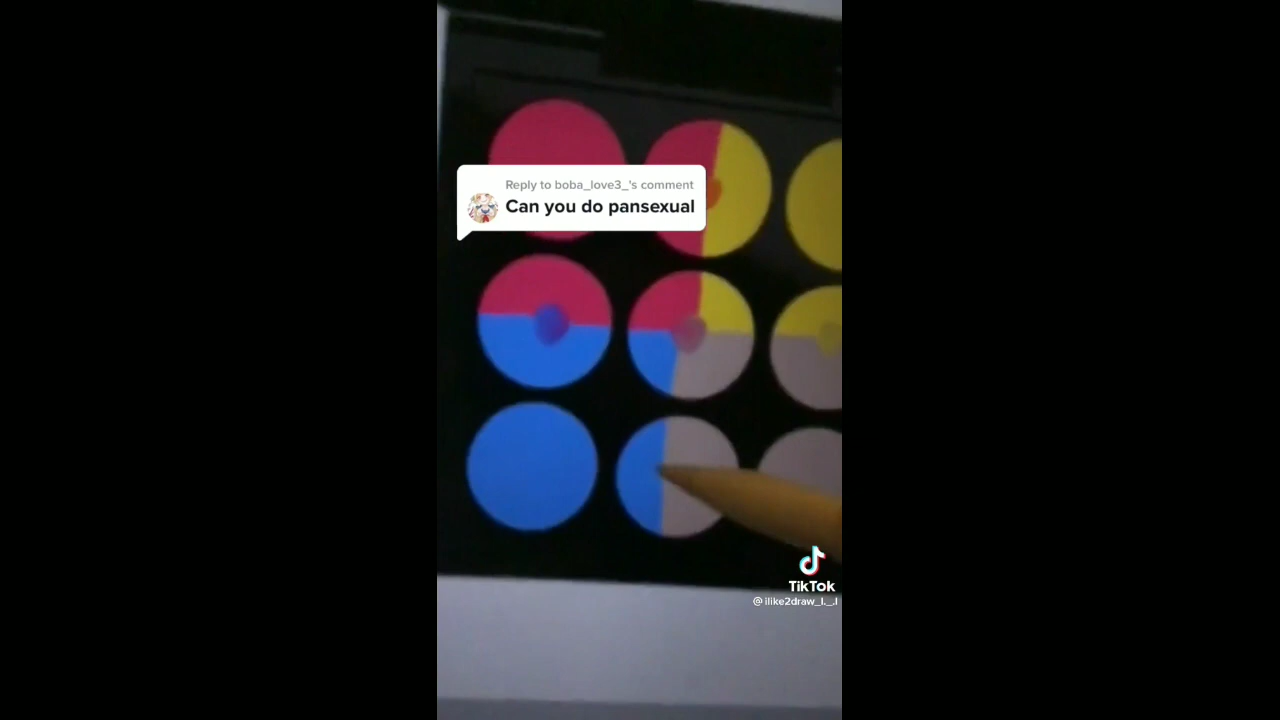 Reply to boba_love3_'s comment
Can you do pansexual
TikTok
@ilike2draw_l._.l